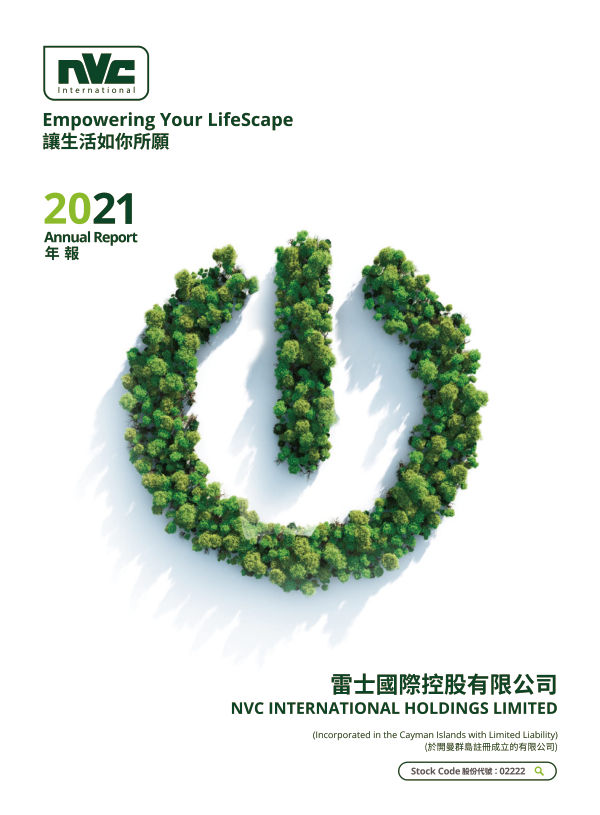 nvc
International
Empowering Your LifeScape
讓生活如你所願
2021
Annual Report
年報
雷士國際控股有限公司
NVC INTERNATIONAL HOLDINGS LIMITED
(Incorporated in the Cayman Islands with Limited Liability)
(於開曼群島註冊成立的有限公司)
Stock Code 股份代號：02222